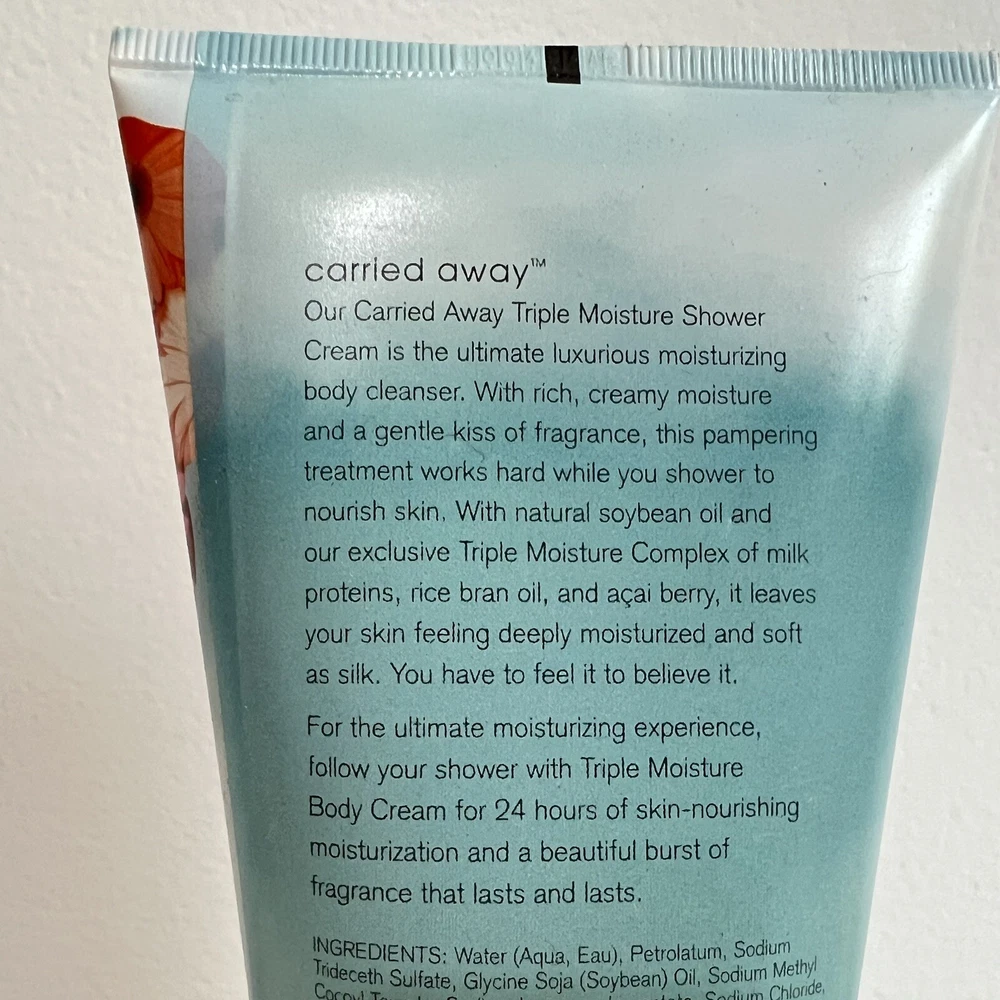 carried away™
Our Carried Away Triple Moisture Shower
Cream is the ultimate luxurious moisturizing
body cleanser. With rich, creamy moisture
and a gentle kiss of fragrance, this pampering
treatment works hard while you shower to
nourish skin. With natural soybean oil and
our exclusive Triple Moisture Complex of milk
proteins, rice bran oil, and açai berry, it leaves
your skin feeling deeply moisturized and soft
as silk. You have to feel it to believe it.
For the ultimate moisturizing experience,
follow your shower with Triple Moisture
Body Cream for 24 hours of skin-nourishing
moisturization and a beautiful burst of
fragrance that lasts and lasts.
INGREDIENTS: Water (Aqua, Eau), Petrolatum, Sodium
Trideceth Sulfate, Glycine Soja (Soybean) Oil, Sodium Methyl
Sodium Chloride,